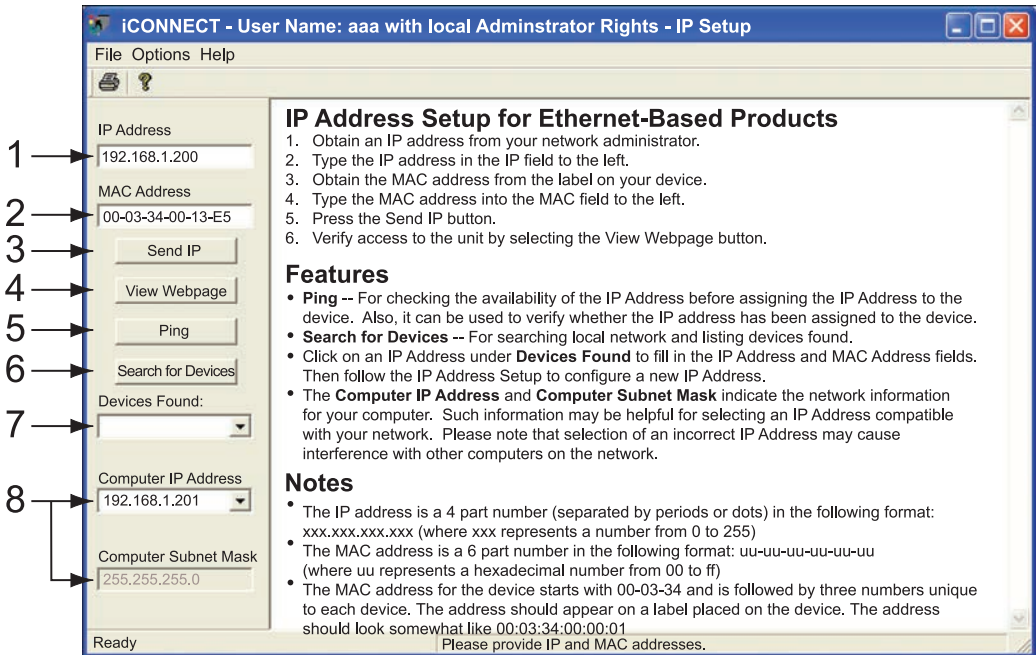 iCONNECT - User Name: aaa with local Adminstrator Rights - IP Setup
File Options Help
1
IP Address
192.168.1.200
2
MAC Address
00-03-34-00-13-E5
3
Send IP
4
View Webpage
5
Ping
6
Search for Devices
7
Devices Found:
8
Computer IP Address
192.168.1.201
Computer Subnet Mask
255.255.255.0
IP Address Setup for Ethernet-Based Products
1. Obtain an IP address from your network administrator.
2. Type the IP address in the IP field to the left.
3. Obtain the MAC address from the label on your device.
4. Type the MAC address into the MAC field to the left.
5. Press the Send IP button.
6. Verify access to the unit by selecting the View Webpage button.
Features
• Ping -- For checking the availability of the IP Address before assigning the IP Address to the
device. Also, it can be used to verify whether the IP address has been assigned to the device.
• Search for Devices -- For searching local network and listing devices found.
• Click on an IP Address under Devices Found to fill in the IP Address and MAC Address fields.
Then follow the IP Address Setup to configure a new IP Address.
• The Computer IP Address and Computer Subnet Mask indicate the network information
for your computer. Such information may be helpful for selecting an IP Address compatible
with your network. Please note that selection of an incorrect IP Address may cause
interference with other computers on the network.
Notes
• The IP address is a 4 part number (separated by periods or dots) in the following format:
xxx.xxx.xxx.xxx (where xxx represents a number from 0 to 255)
• The MAC address is a 6 part number in the following format: uu-uu-uu-uu-uu-uu
(where uu represents a hexadecimal number from 00 to ff)
• The MAC address for the device starts with 00-03-34 and is followed by three numbers unique
to each device. The address should appear on a label placed on the device. The address
should look somewhat like 00:03:34:00:00:01
Ready
Please provide IP and MAC addresses.